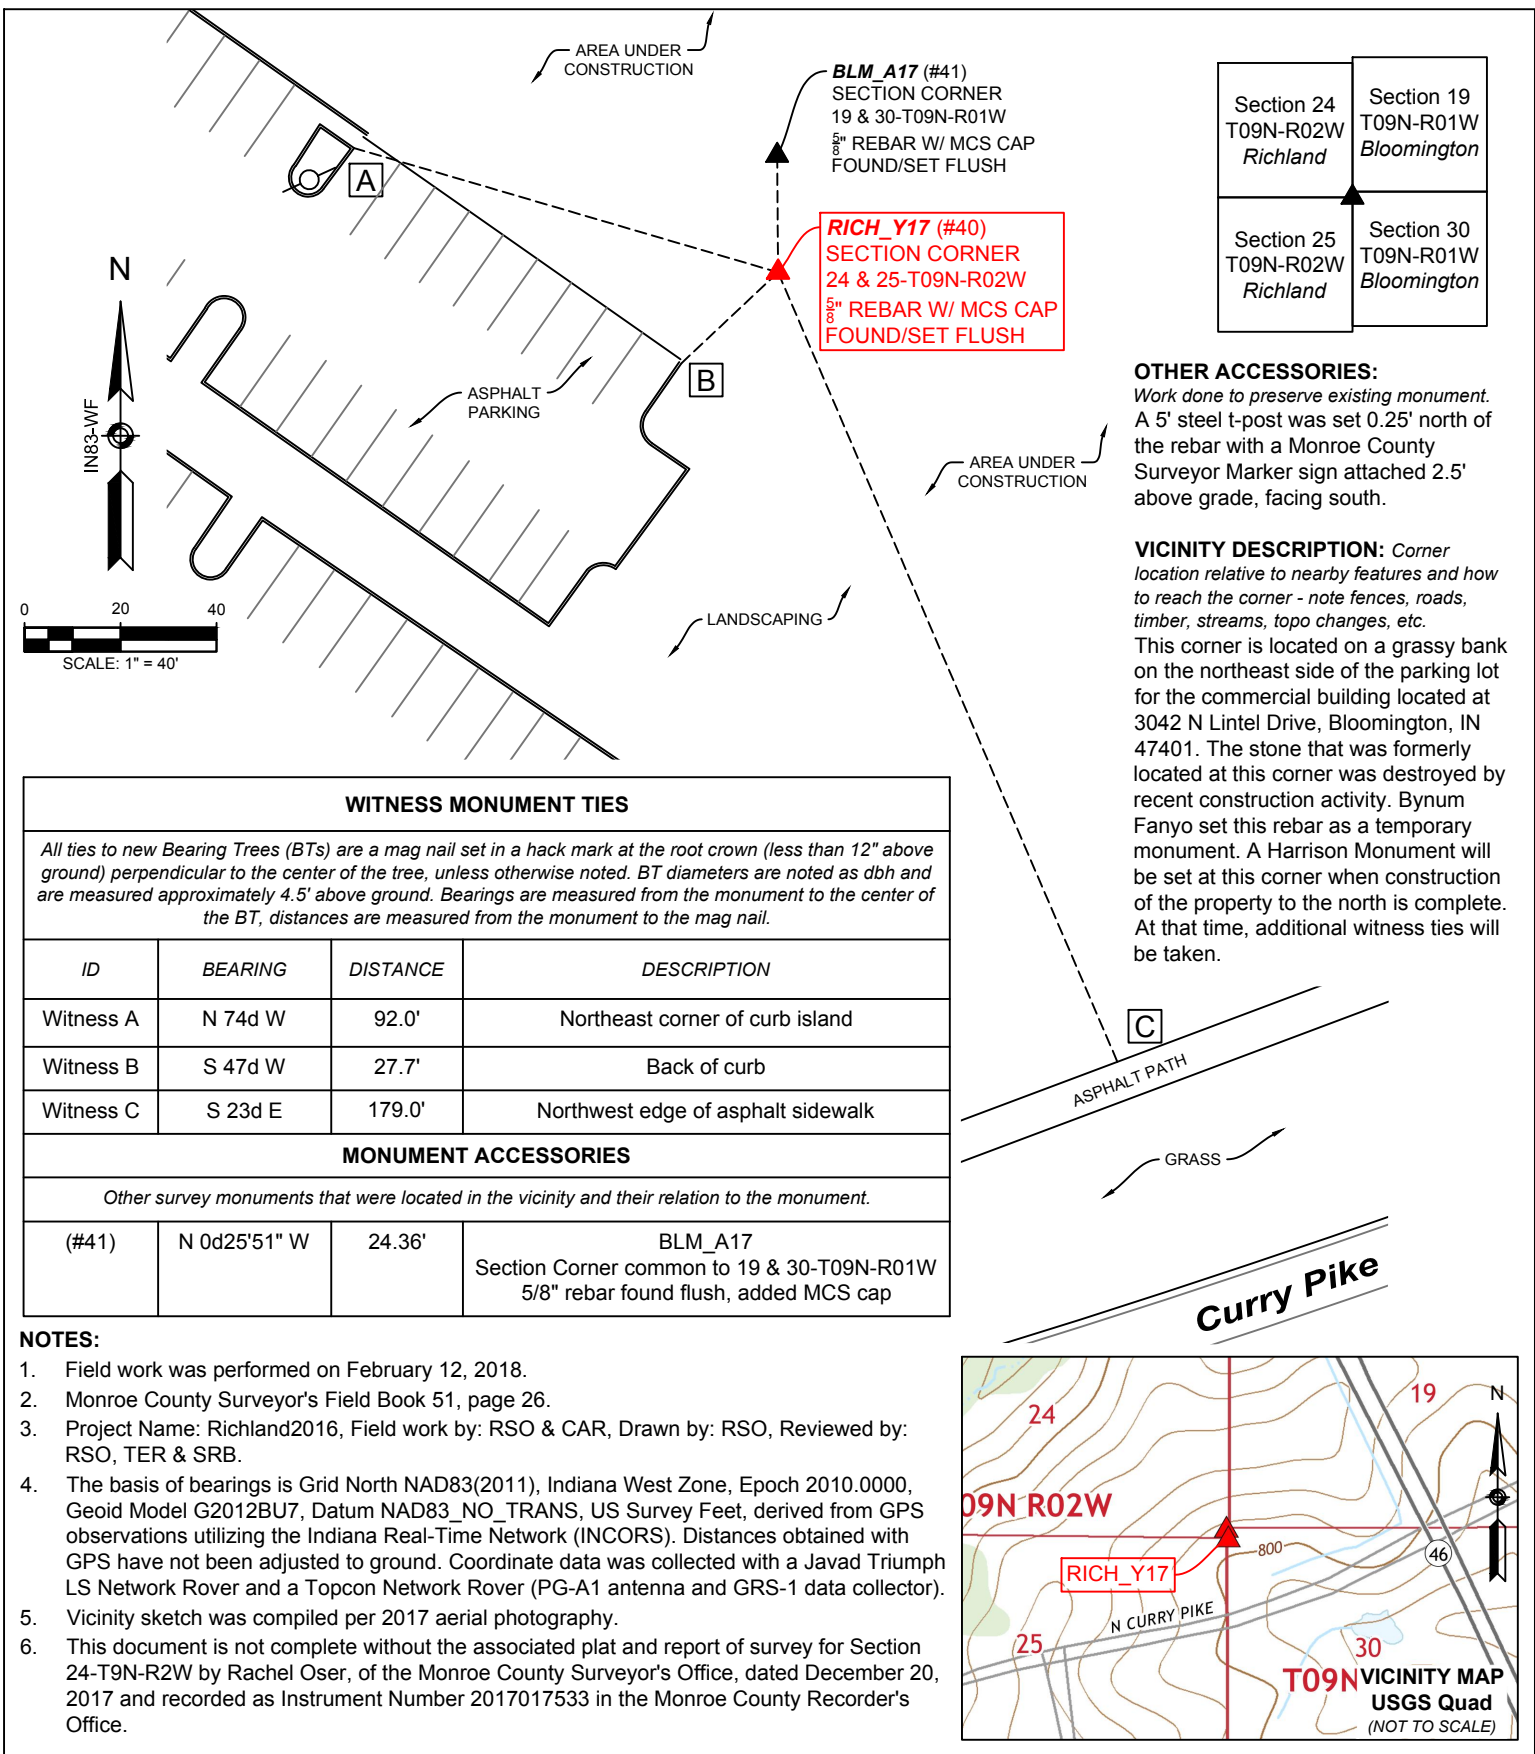 AREA UNDER
CONSTRUCTION
BLM_A17 (#41)
SECTION CORNER
19 & 30-T09N-R01W
5/8" REBAR W/ MCS CAP
FOUND/SET FLUSH
Section 24
T09N-R02W
Richland
Section 19
T09N-R01W
Bloomington
Section 25
T09N-R02W
Richland
Section 30
T09N-R01W
Bloomington
A
RICH_Y17 (#40)
SECTION CORNER
24 & 25-T09N-R02W
5/8" REBAR W/ MCS CAP
FOUND/SET FLUSH
N
IN83-WF
B
ASPHALT
PARKING
AREA UNDER
CONSTRUCTION
LANDSCAPING
0 20 40
SCALE: 1" = 40'
OTHER ACCESSORIES:
Work done to preserve existing monument.
A 5' steel t-post was set 0.25' north of
the rebar with a Monroe County
Surveyor Marker sign attached 2.5'
above grade, facing south.
VICINITY DESCRIPTION: Corner
location relative to nearby features and how
to reach the corner - note fences, roads,
timber, streams, topo changes, etc.
This corner is located on a grassy bank
on the northeast side of the parking lot
for the commercial building located at
3042 N Lintel Drive, Bloomington, IN
47401. The stone that was formerly
located at this corner was destroyed by
recent construction activity. Bynum
Fanyo set this rebar as a temporary
monument. A Harrison Monument will
be set at this corner when construction
of the property to the north is complete.
At that time, additional witness ties will
be taken.
WITNESS MONUMENT TIES
All ties to new Bearing Trees (BTs) are a mag nail set in a hack mark at the root crown (less than 12" above
ground) perpendicular to the center of the tree, unless otherwise noted. BT diameters are noted as dbh and
are measured approximately 4.5' above ground. Bearings are measured from the monument to the center of
the BT, distances are measured from the monument to the mag nail.
ID BEARING DISTANCE DESCRIPTION
Witness A N 74d W 92.0' Northeast corner of curb island
Witness B S 47d W 27.7' Back of curb
Witness C S 23d E 179.0' Northwest edge of asphalt sidewalk
MONUMENT ACCESSORIES
Other survey monuments that were located in the vicinity and their relation to the monument.
(#41) N 0d25'51" W 24.36' BLM_A17
Section Corner common to 19 & 30-T09N-R01W
5/8" rebar found flush, added MCS cap
C
ASPHALT PATH
GRASS
Curry Pike
NOTES:
1. Field work was performed on February 12, 2018.
2. Monroe County Surveyor's Field Book 51, page 26.
3. Project Name: Richland2016, Field work by: RSO & CAR, Drawn by: RSO, Reviewed by:
RSO, TER & SRB.
4. The basis of bearings is Grid North NAD83(2011), Indiana West Zone, Epoch 2010.0000,
Geoid Model G2012BU7, Datum NAD83_NO_TRANS, US Survey Feet, derived from GPS
observations utilizing the Indiana Real-Time Network (INCORS). Distances obtained with
GPS have not been adjusted to ground. Coordinate data was collected with a Javad Triumph
LS Network Rover and a Topcon Network Rover (PG-A1 antenna and GRS-1 data collector).
5. Vicinity sketch was compiled per 2017 aerial photography.
6. This document is not complete without the associated plat and report of survey for Section
24-T9N-R2W by Rachel Oser, of the Monroe County Surveyor's Office, dated December 20,
2017 and recorded as Instrument Number 2017017533 in the Monroe County Recorder's
Office.
24
19
N
09N R02W
800
46
RICH_Y17
N CURRY PIKE
25
30
T09N
VICINITY MAP
USGS Quad
(NOT TO SCALE)